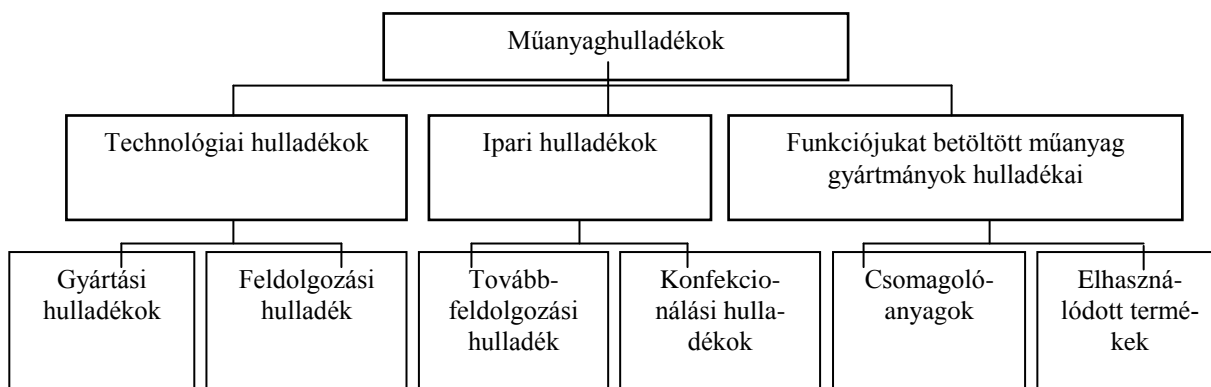 Műanyaghulladékok
Technológiai hulladékok
Ipari hulladékok
Funkciójukat betöltött műanyag
gyártmányok hulladékai
Gyártási
hulladékok
Feldolgozási
hulladék
Tovább-
feldolgozási
hulladék
Konfekcio-
nálási hulla-
dékok
Csomagoló-
anyagok
Elhaszná-
lódott termé-
kek